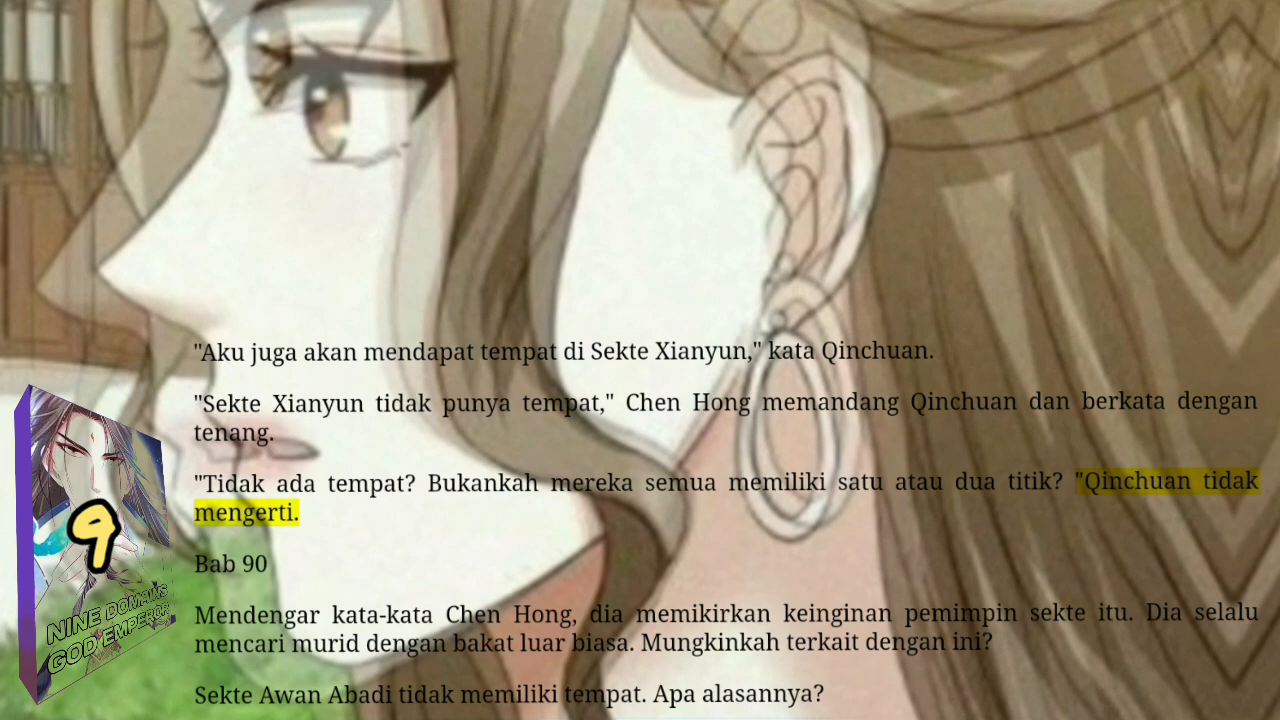 "Aku juga akan mendapat tempat di Sekte Xianyun," kata Qinchuan.
"Sekte Xianyun tidak punya tempat," Chen Hong memandang Qinchuan dan berkata dengan
tenang.
"Tidak ada tempat? Bukankah mereka semua memiliki satu atau dua titik? "Qinchuan tidak
mengerti.
Bab 90
Mendengar kata-kata Chen Hong, dia memikirkan keinginan pemimpin sekte itu. Dia selalu
mencari murid dengan bakat luar biasa. Mungkinkah terkait dengan ini?
Sekte Awan Abadi tidak memiliki tempat. Apa alasannya?
9
NINE DOMAINS
GOD EMPEROR